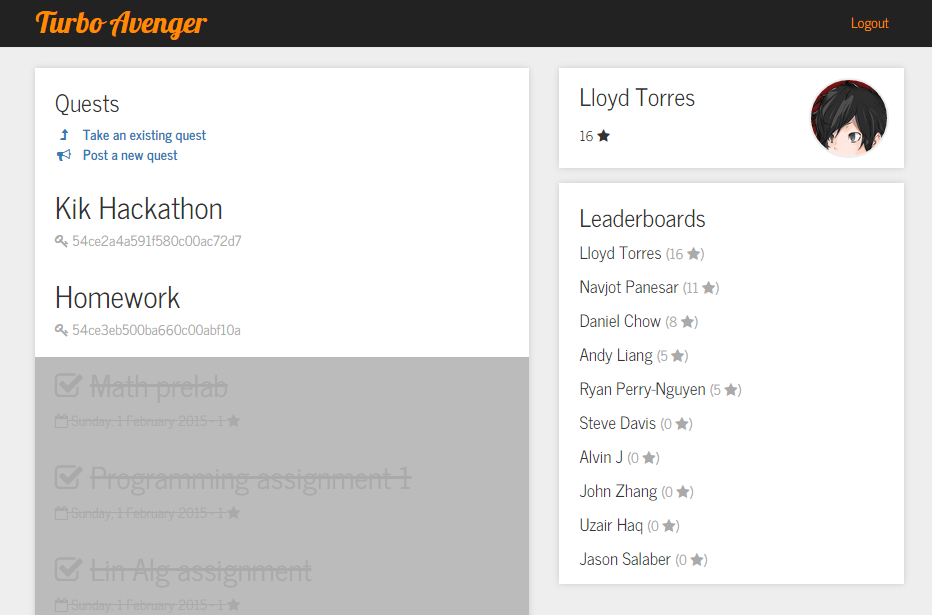 Turbo Avenger
Logout
Quests
Take an existing quest
Post a new quest
Kik Hackathon
54ce2a4a591f580c00ac72d7
Homework
54ce3eb500ba660c00abf10a
Math prelab
Sunday, 1 February 2015 - 1 ★
Programming assignment 1
Sunday, 1 February 2015 - 1 ★
Lin Alg assignment
Sunday, 1 February 2015 - 1 ★
Lloyd Torres
16 ★
Leaderboards
Lloyd Torres (16 ★)
Navjot Panesar (11 ★)
Daniel Chow (8 ★)
Andy Liang (5 ★)
Ryan Perry-Nguyen (5 ★)
Steve Davis (0 ★)
Alvin J (0 ★)
John Zhang (0 ★)
Uzair Haq (0 ★)
Jason Salaber (0 ★)